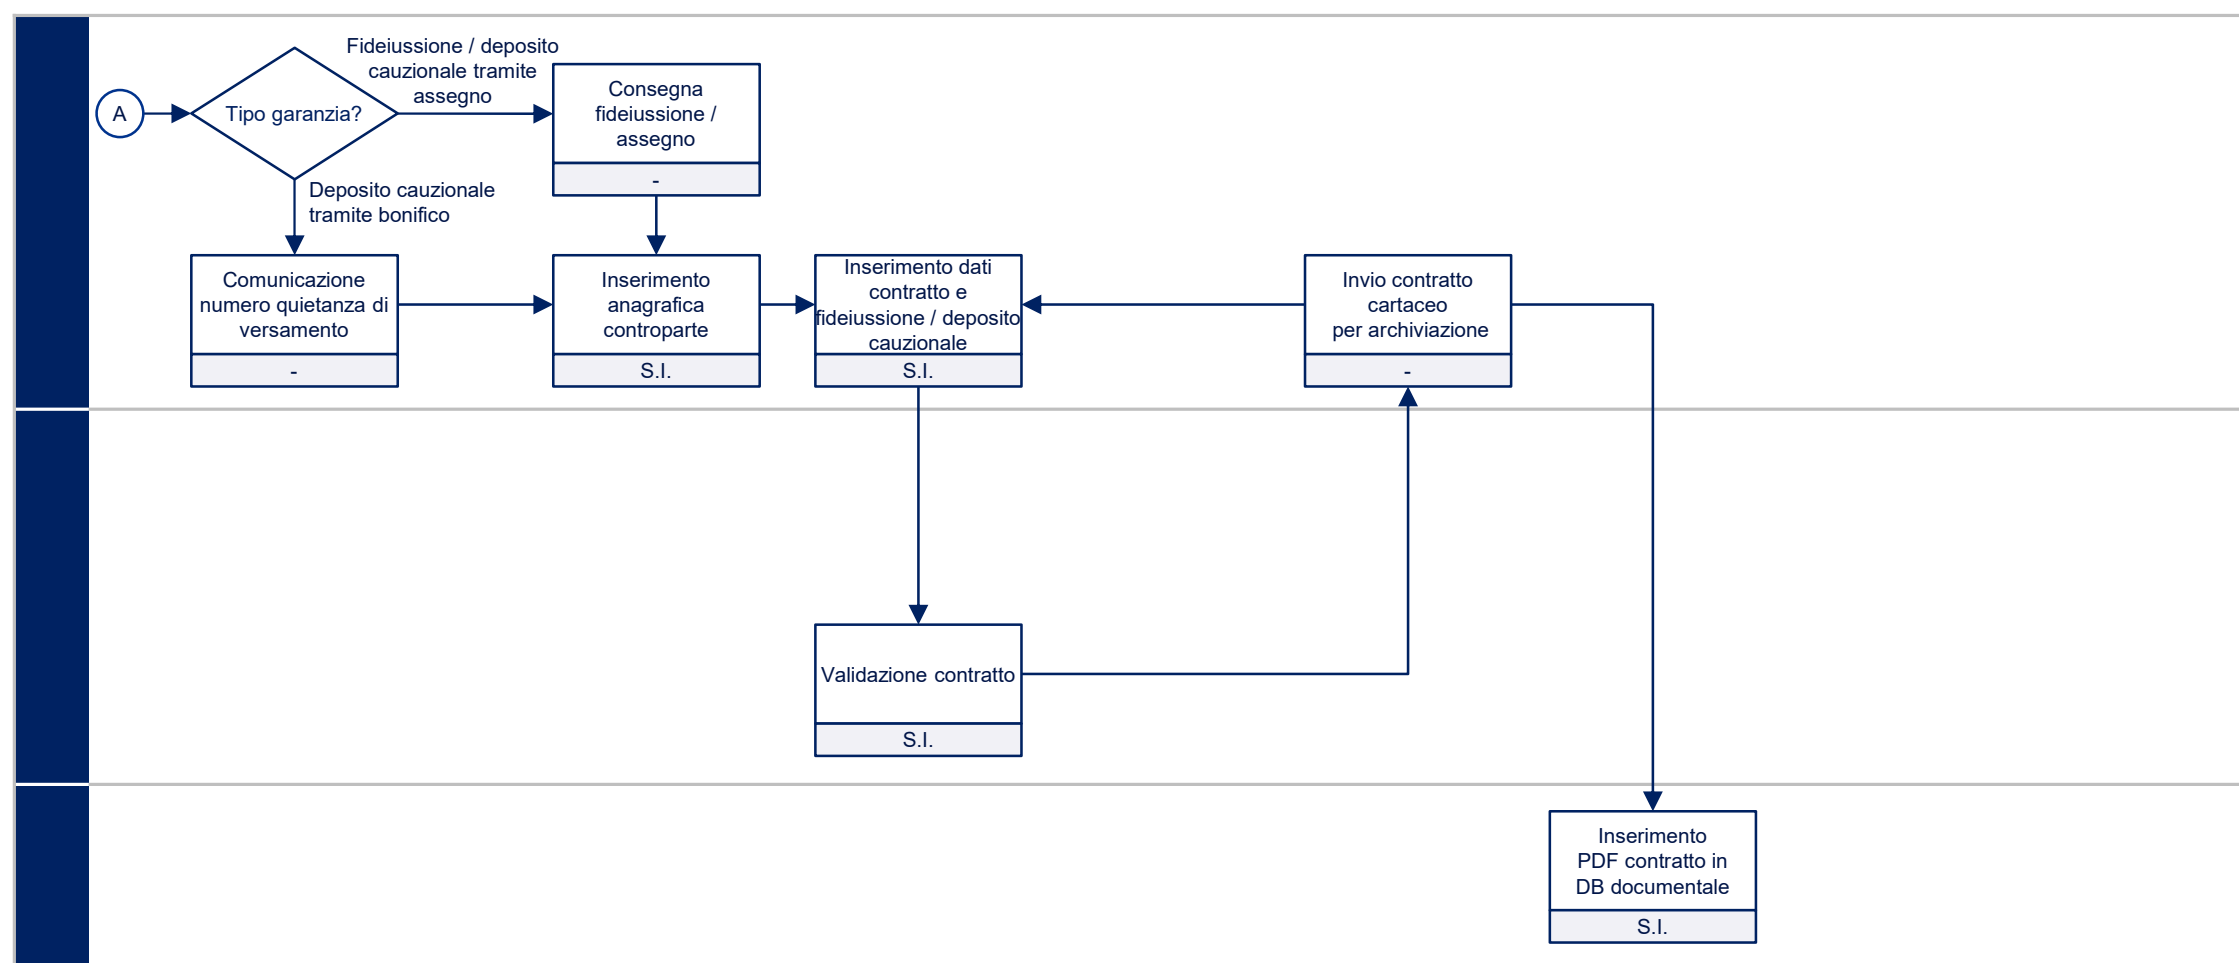 A
Tipo garanzia?
Fideiussione / deposito
cauzionale tramite
assegno
Consegna
fideiussione /
assegno
-
Deposito cauzionale
tramite bonifico
Comunicazione
numero quietanza di
versamento
-
Inserimento
anagrafica
controparte
S.I.
Inserimento dati
contratto e
fideiussione / deposito
cauzionale
S.I.
Invio contratto
cartaceo
per archiviazione
-
Validazione contratto
S.I.
Inserimento
PDF contratto in
DB documentale
S.I.